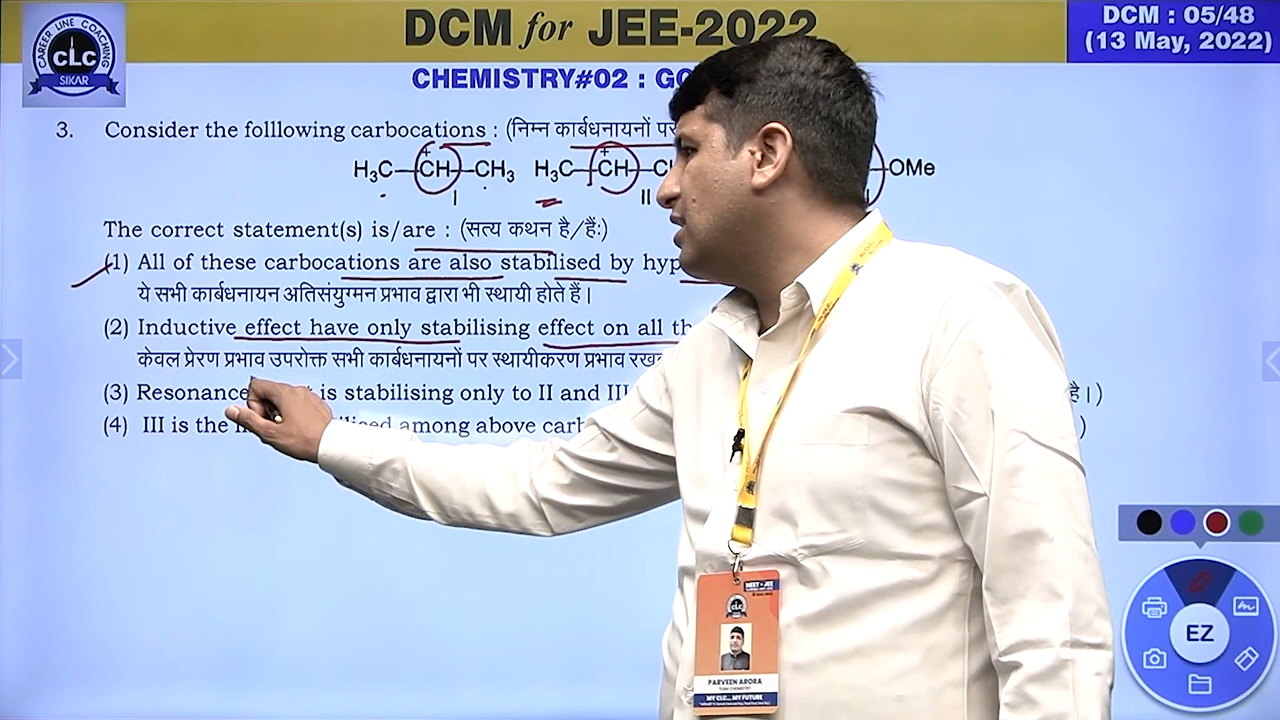 DCM for JEE-2022
DCM : 05/48
(13 May, 2022)
CAREER LINE COACHING
CLC
SIKAR
CHEMISTRY#02 : GO
3. Consider the folllowing carbocations : (निम्न कार्बधनायनों पर
H₃C—CH—CH₃ H₃C—CH— —OMe
+ +
I II
The correct statement(s) is/are : (सत्य कथन है/हैंः)
(1) All of these carbocations are also stabilised by hyp
ये सभी कार्बधनायन अतिसंयुग्मन प्रभाव द्वारा भी स्थायी होते हैं।
(2) Inductive effect have only stabilising effect on all th
केवल प्रेरण प्रभाव उपरोक्त सभी कार्बधनायनों पर स्थायीकरण प्रभाव
(3) Resonance is stabilising only to II and III है।)
(4) III is the among above carb )
EZ
NEET • JEE
CLC
PARVEEN ARORA
MY CLC... MY FUTURE